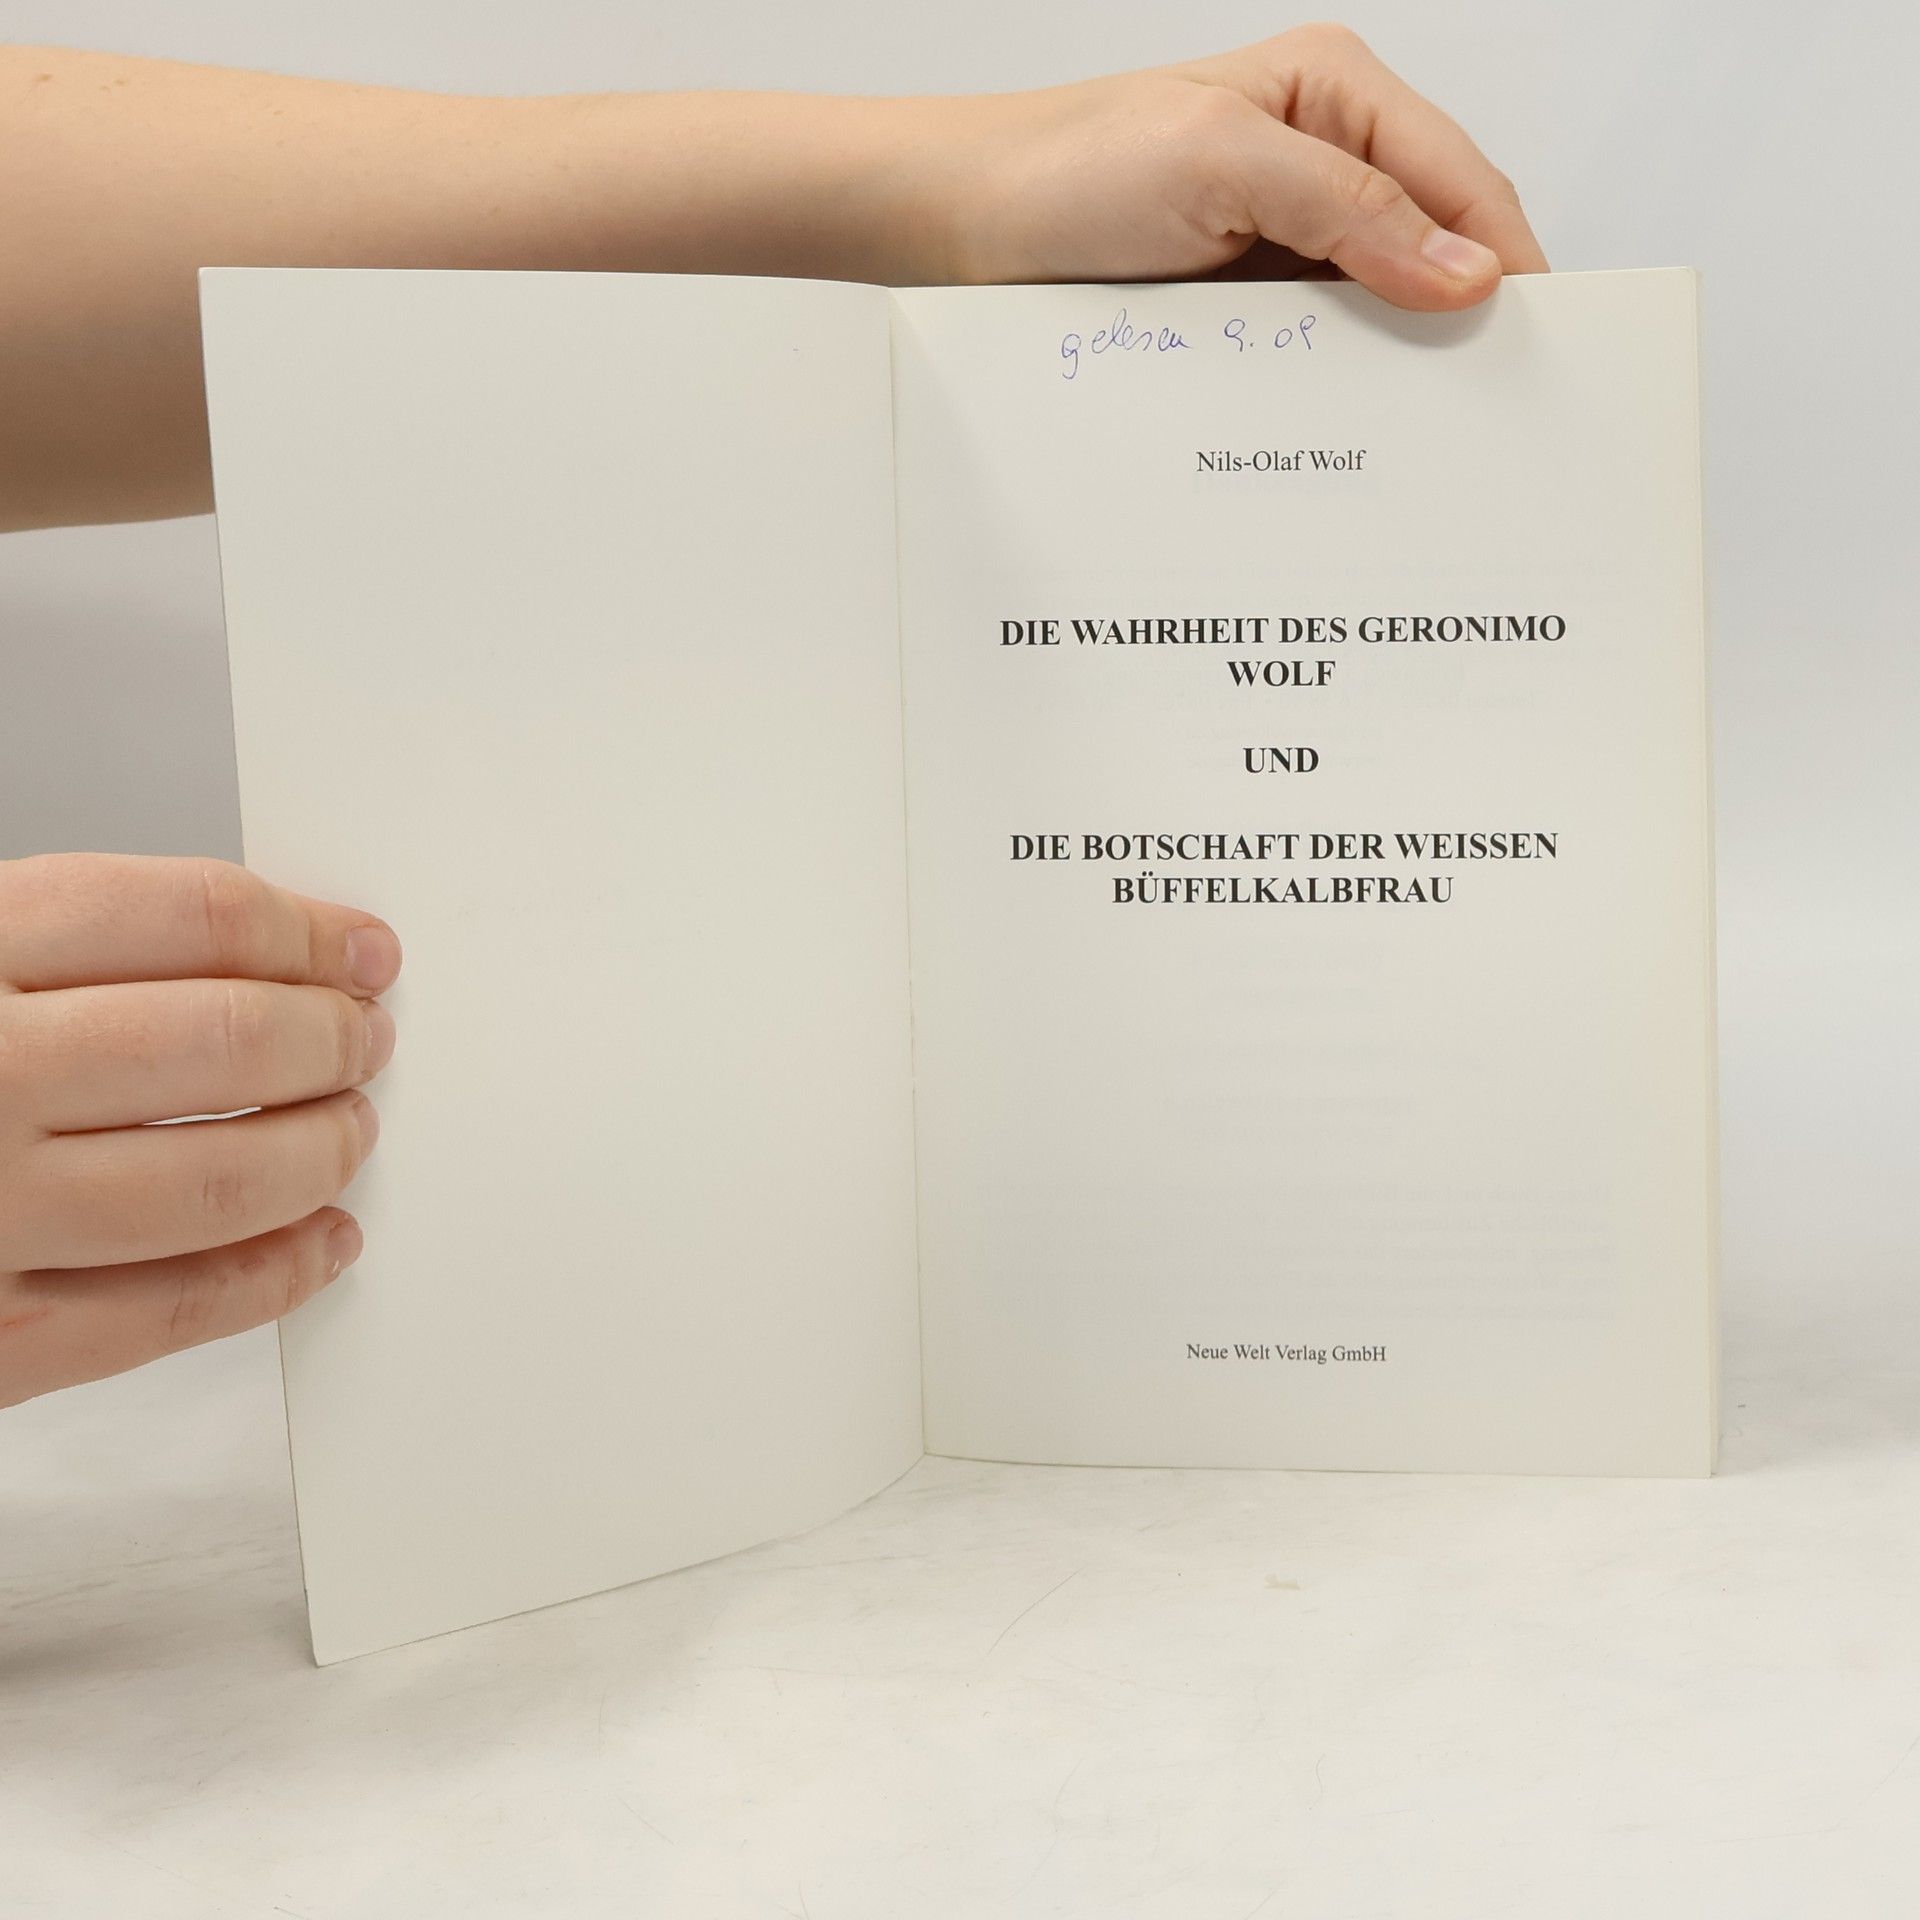 gelesen 9. 09
Nils-Olaf Wolf
DIE WAHRHEIT DES GERONIMO
WOLF
UND
DIE BOTSCHAFT DER WEISSEN
BÜFFELKALBFRAU
Neue Welt Verlag GmbH